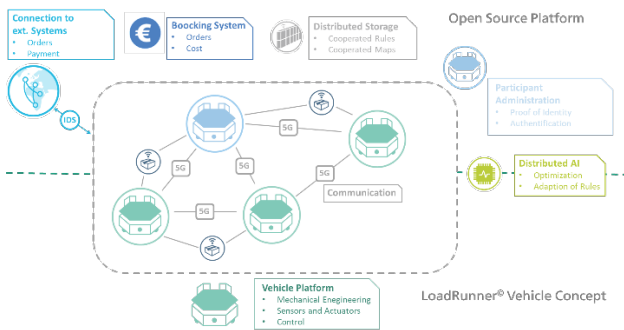 Connection to
ext. Systems
• Orders
• Payment
Boocking System
• Orders
• Cost
Distributed Storage
• Cooperated Rules
• Cooperated Maps
Open Source Platform
Participant
Administration
• Proof of Identity
• Authentification
IDS
5G
5G
5G
5G
5G
Communication
Distributed AI
• Optimization
• Adaption of Rules
Vehicle Platform
• Mechanical Enegineering
• Sensors and Actuators
• Control
LoadRunner© Vehicle Concept